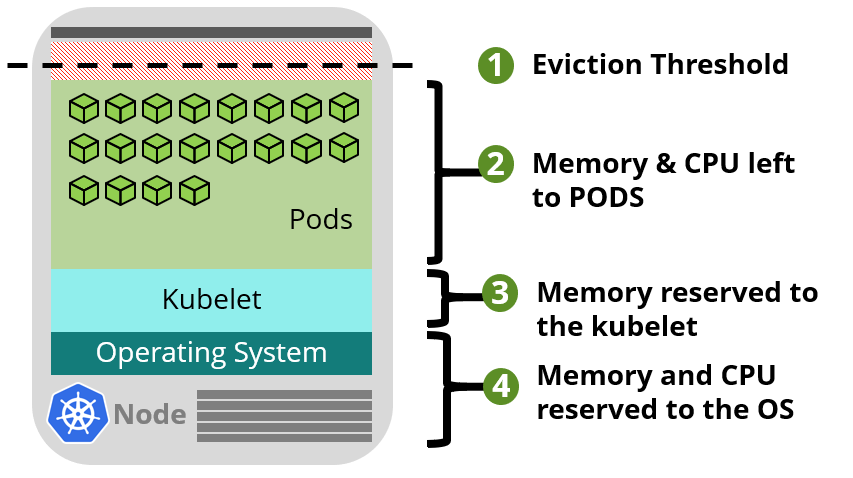 1 Eviction Threshold
2 Memory & CPU left
to PODS
Pods
Kubelet
3 Memory reserved to
the kubelet
Operating System
4 Memory and CPU
reserved to the OS
Node